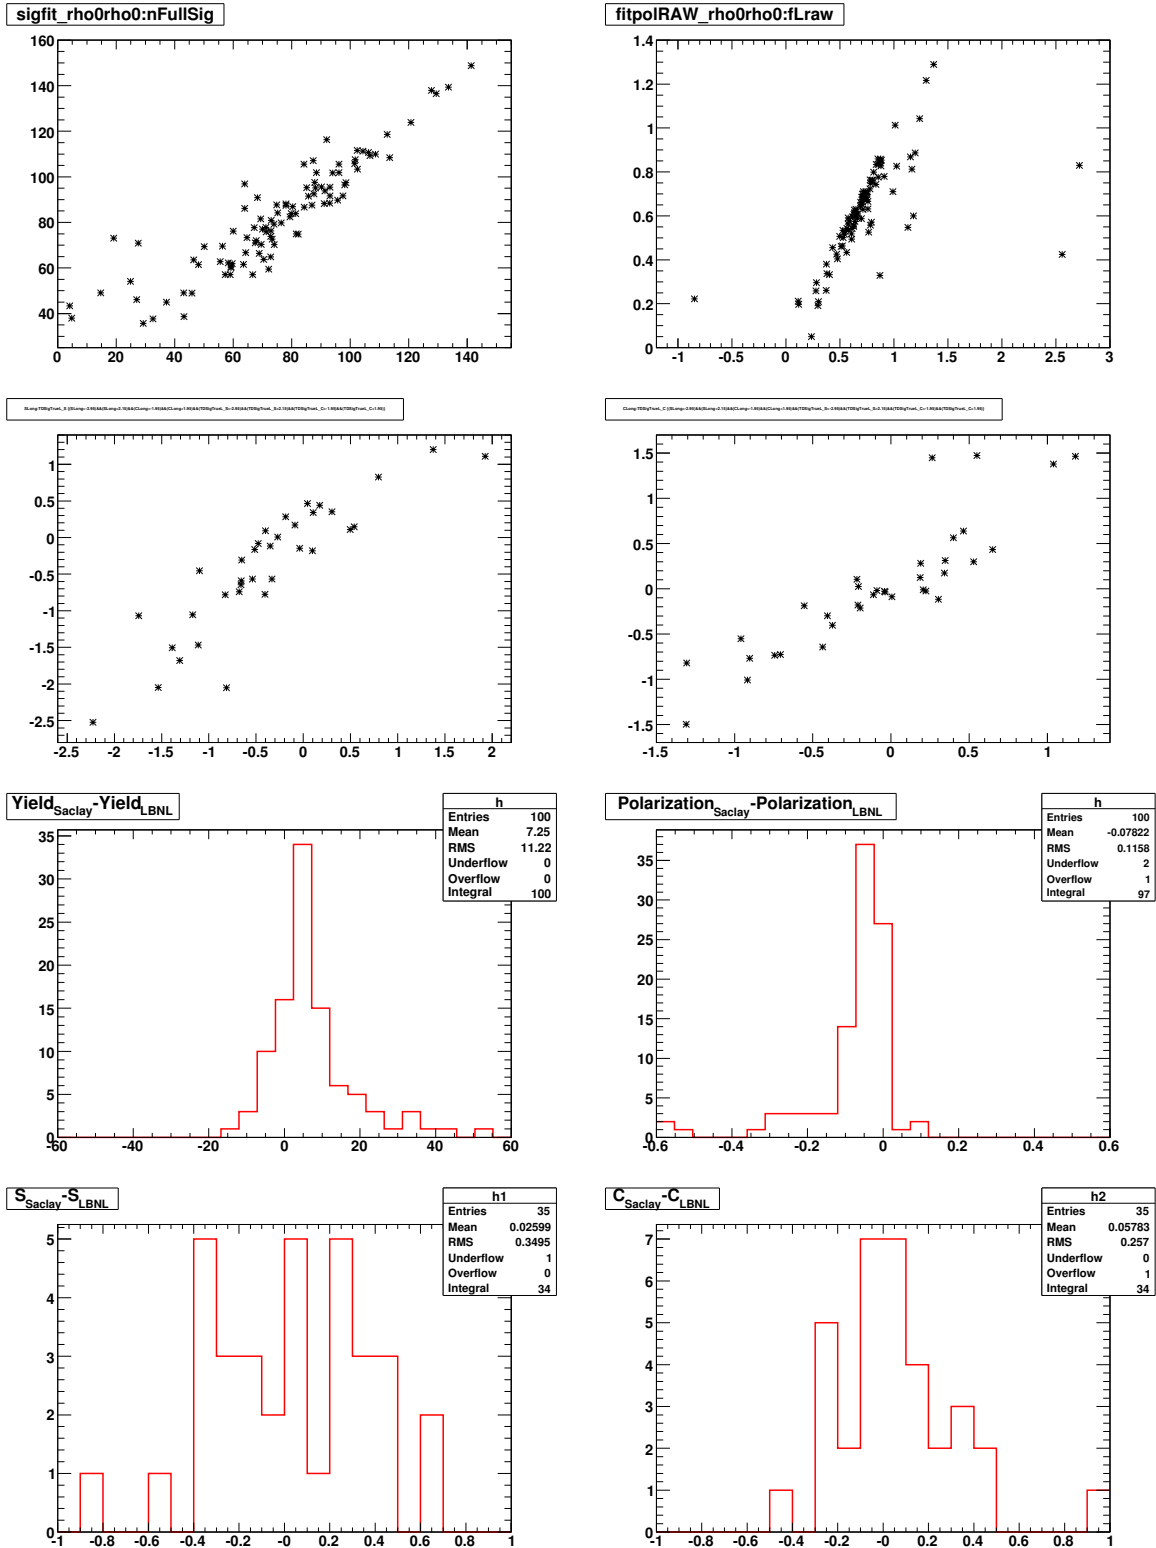 sigfit_rho0rho0:nFullSig
160
140
120
100
80
60
40
0 20 40 60 80 100 120 140
fitpolRAW_rho0rho0:fLraw
1.4
1.2
1
0.8
0.6
0.4
0.2
0
-1 -0.5 0 0.5 1 1.5 2 2.5 3
1
0.5
0
-0.5
-1
-1.5
-2
-2.5
-2.5 -2 -1.5 -1 -0.5 0 0.5 1 1.5 2
1.5
1
0.5
0
-0.5
-1
-1.5
-1.5 -1 -0.5 0 0.5 1
Yield_Saclay-Yield_LBNL
h
Entries 100
Mean 7.25
RMS 11.22
Underflow 0
Overflow 0
Integral 100
35
30
25
20
15
10
5
0
-60 -40 -20 0 20 40 60
Polarization_Saclay-Polarization_LBNL
h
Entries 100
Mean -0.07822
RMS 0.1158
Underflow 2
Overflow 1
Integral 97
35
30
25
20
15
10
5
0
-0.6 -0.4 -0.2 0 0.2 0.4 0.6
S_Saclay-S_LBNL
h1
Entries 35
Mean 0.02599
RMS 0.3495
Underflow 1
Overflow 0
Integral 34
5
4
3
2
1
0
-1 -0.8 -0.6 -0.4 -0.2 0 0.2 0.4 0.6 0.8 1
C_Saclay-C_LBNL
h2
Entries 35
Mean 0.05783
RMS 0.257
Underflow 0
Overflow 1
Integral 34
7
6
5
4
3
2
1
0
-1 -0.8 -0.6 -0.4 -0.2 0 0.2 0.4 0.6 0.8 1